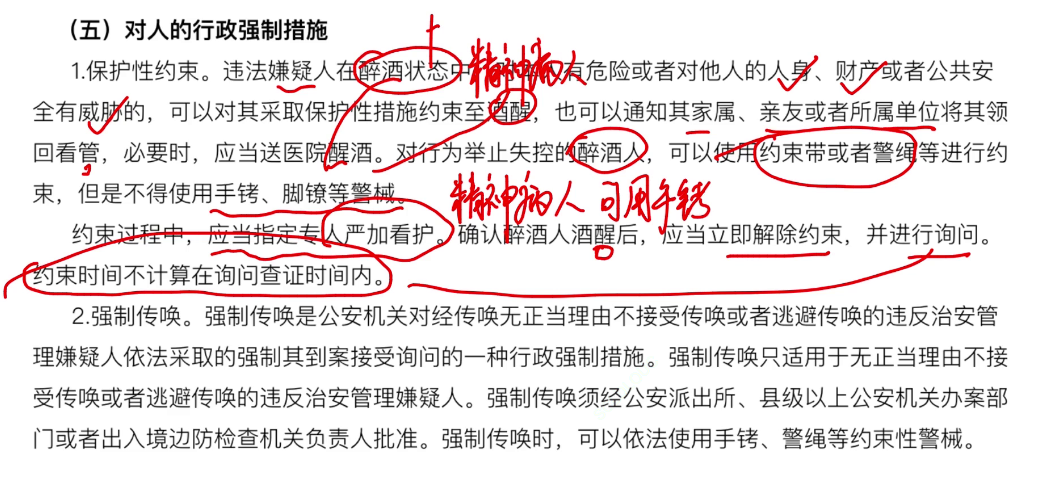 （五）对人的行政强制措施
1.保护性约束。违法嫌疑人在醉酒状态中 有危险或者对他人的人身、财产或者公共安
精神病人
全有威胁的，可以对其采取保护性措施约束至酒醒，也可以通知其家属、亲友或者所属单位将其领
回看管，必要时，应当送医院醒酒。对行为举止失控的醉酒人，可以使用约束带或者警绳等进行约
束，但是不得使用手铐、脚镣等警械。
精神病人 可用手铐
约束过程中，应当指定专人严加看护。确认醉酒人酒醒后，应当立即解除约束，并进行询问。
约束时间不计算在询问查证时间内。
2.强制传唤。强制传唤是公安机关对经传唤无正当理由不接受传唤或者逃避传唤的违反治安管
理嫌疑人依法采取的强制其到案接受询问的一种行政强制措施。强制传唤只适用于无正当理由不接
受传唤或者逃避传唤的违反治安管理嫌疑人。强制传唤须经公安派出所、县级以上公安机关办案部
门或者出入境边防检查机关负责人批准。强制传唤时，可以依法使用手铐、警绳等约束性警械。